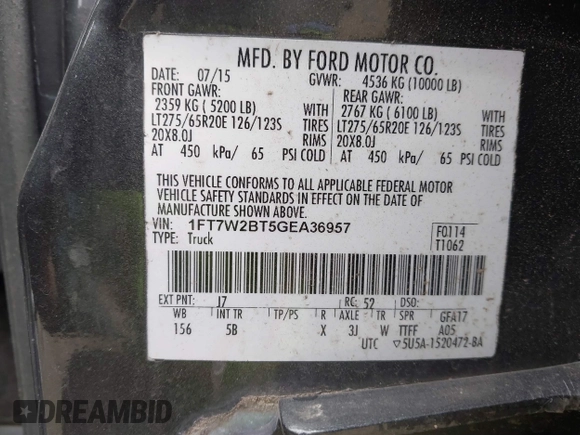 MFD. BY FORD MOTOR CO.
DATE: 07/15 GVWR: 4536 KG (10000 LB)
FRONT GAWR: REAR GAWR:
2359 KG ( 5200 LB) WITH 2767 KG ( 6100 LB) WITH
LT275/65R20E 126/123S TIRES LT275/65R20E 126/123S TIRES
20X8.0J RIMS 20X8.0J RIMS
AT 450 kPa/ 65 PSI COLD AT 450 kPa/ 65 PSI COLD
THIS VEHICLE CONFORMS TO ALL APPLICABLE FEDERAL MOTOR
VEHICLE SAFETY STANDARDS IN EFFECT ON THE DATE OF
MANUFACTURE SHOWN ABOVE.
VIN: 1FT7W2BT5GEA36957 F0114
TYPE: Truck T1062
EXT PNT: J7 RC: 52 DSO:
WB INT TR TP/PS R AXLE TR SPR GFA17
156 5B X 3J W TTFF A05
UTC ▽5U5A-1520472-BA
DREAMBID